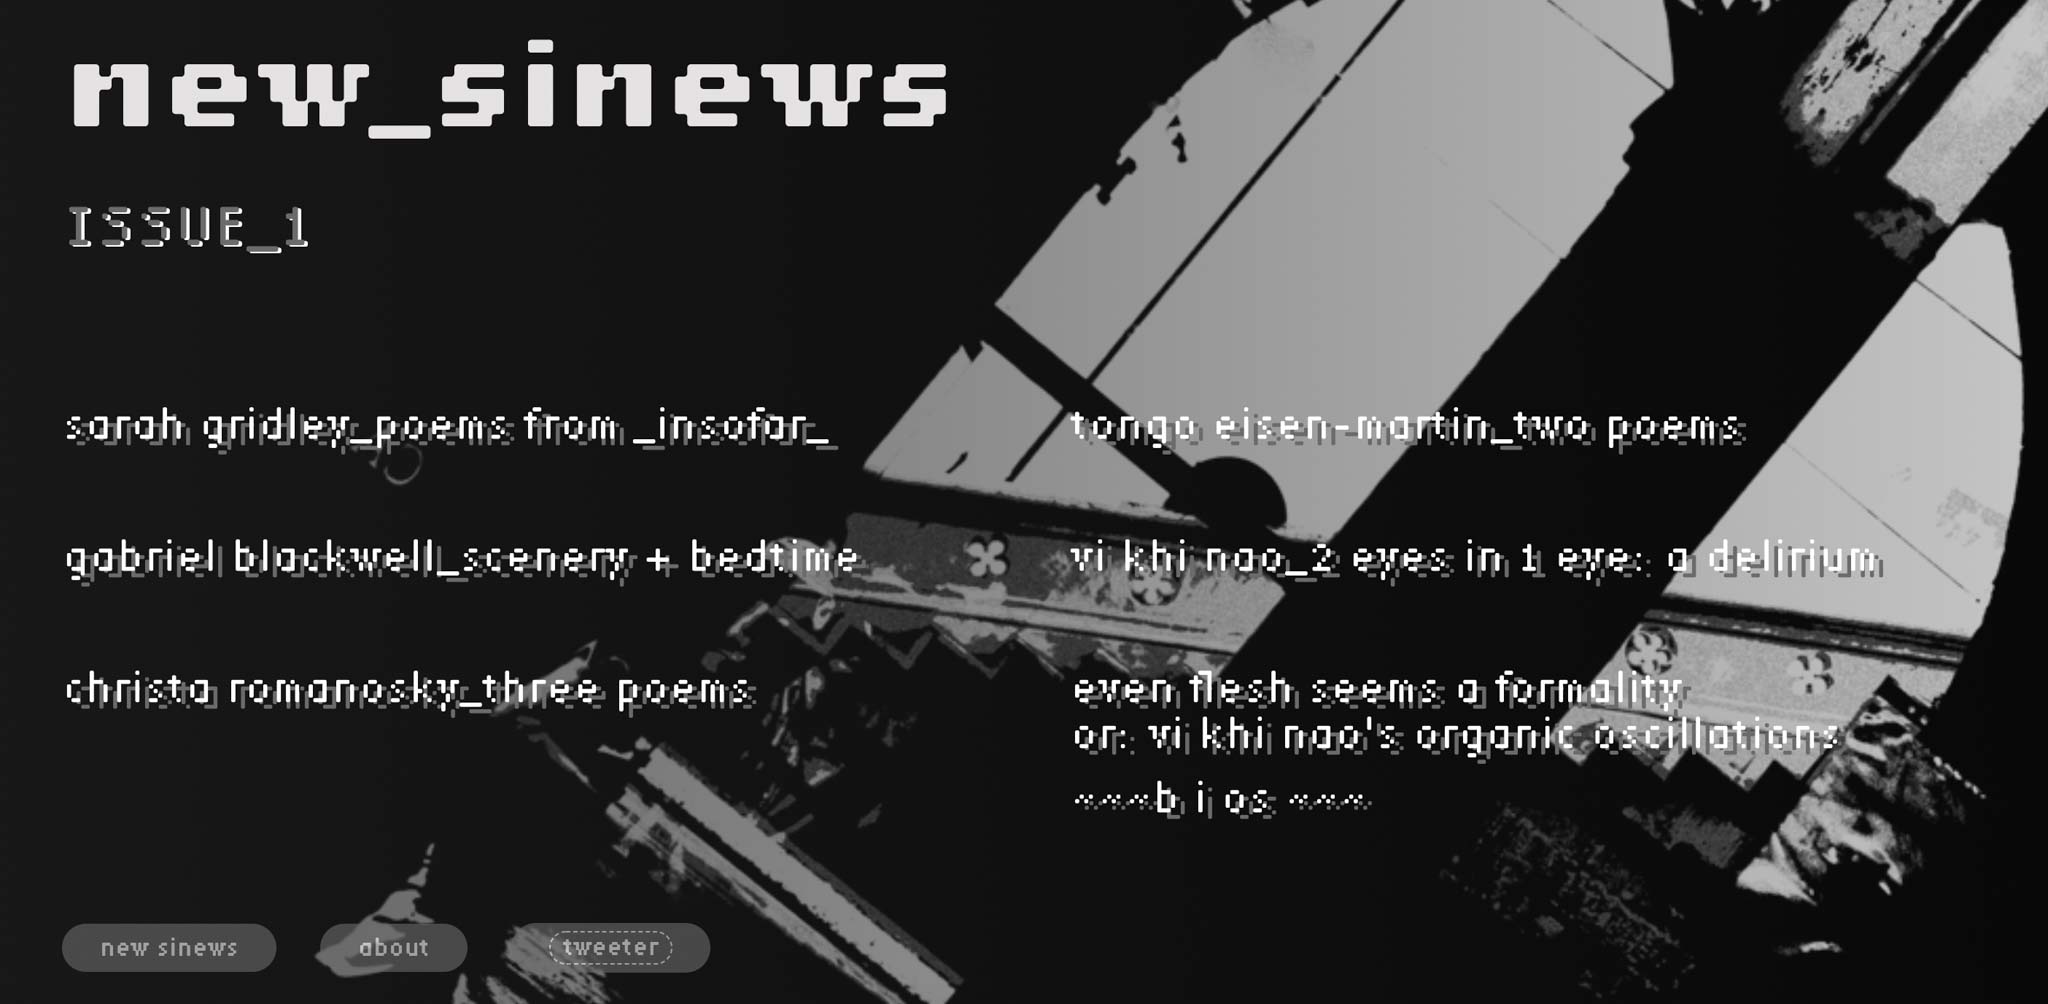 new_sinews
ISSUE_1
sarah gridley_poems from _insofar_
gabriel blackwell_scenery + bedtime
christa romanosky_three poems
tongo eisen-martin_two poems
vi khi nao_2 eyes in 1 eye: a delirium
even flesh seems a formality
or: vi khi nao's organic oscillations
~~~b i os ~~~
new sinews
about
tweeter